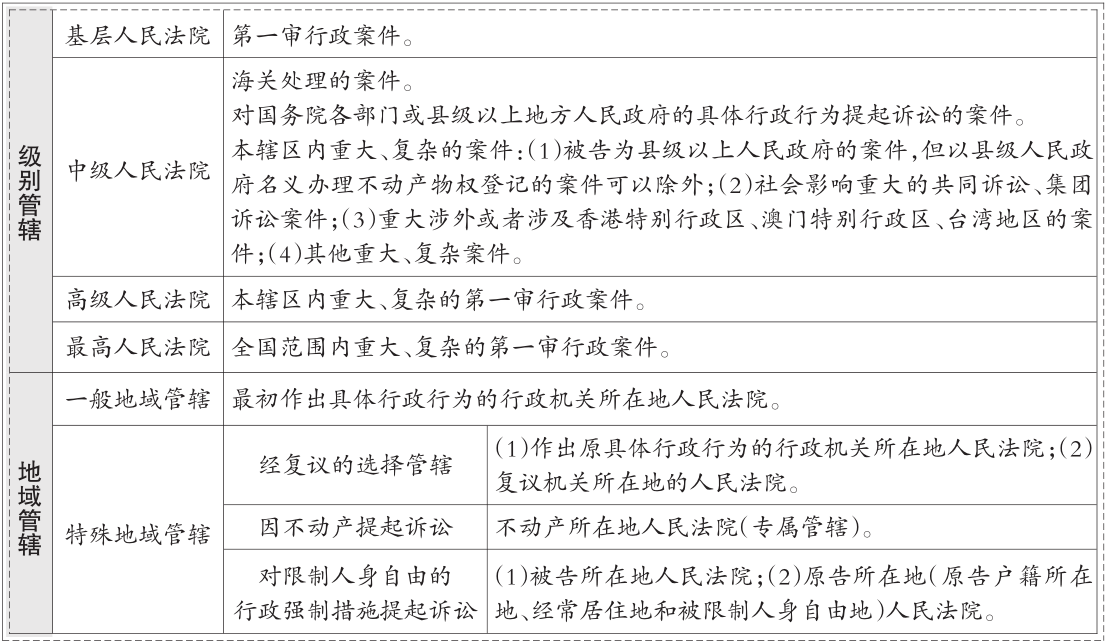 级别管辖
基层人民法院
第一审行政案件。
中级人民法院
海关处理的案件。
对国务院各部门或县级以上地方人民政府的具体行政行为提起诉讼的案件。
本辖区内重大、复杂的案件:(1)被告为县级以上人民政府的案件,但以县级人民政
府名义办理不动产物权登记的案件可以除外;(2)社会影响重大的共同诉讼、集团
诉讼案件;(3)重大涉外或者涉及香港特别行政区、澳门特别行政区、台湾地区的案
件;(4)其他重大、复杂案件。
高级人民法院
本辖区内重大、复杂的第一审行政案件。
最高人民法院
全国范围内重大、复杂的第一审行政案件。
地域管辖
一般地域管辖
最初作出具体行政行为的行政机关所在地人民法院。
特殊地域管辖
经复议的选择管辖
(1)作出原具体行政行为的行政机关所在地人民法院;(2)
复议机关所在地的人民法院。
因不动产提起诉讼
不动产所在地人民法院(专属管辖)。
对限制人身自由的
行政强制措施提起诉讼
(1)被告所在地人民法院;(2)原告所在地(原告户籍所在
地、经常居住地和被限制人身自由地)人民法院。